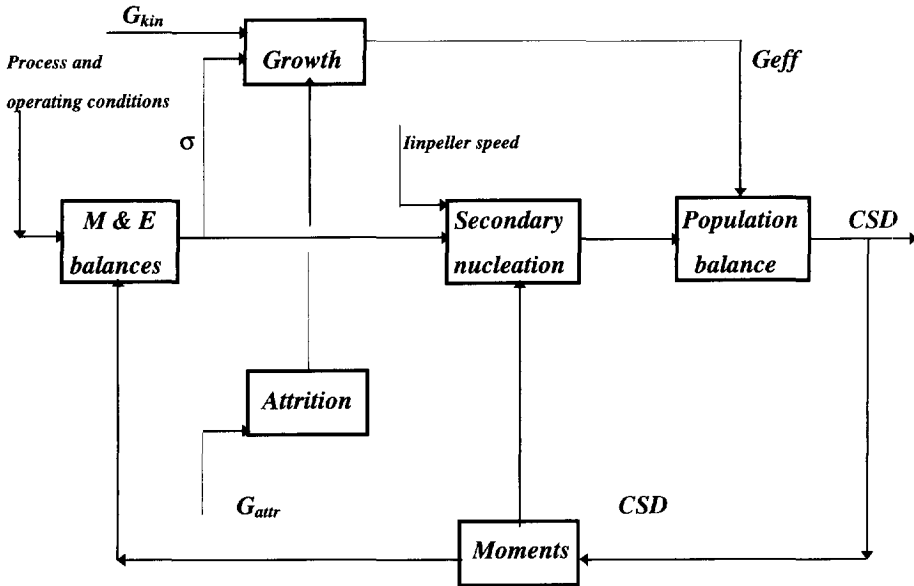 G_kin
Growth
Process and
operating conditions
Geff
σ
Iinpeller speed
M & E
balances
Secondary
nucleation
Population
balance
CSD
Attrition
G_attr
CSD
Moments